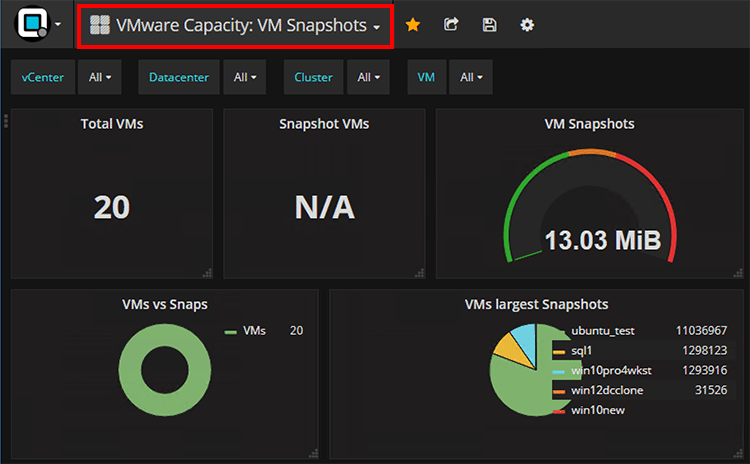 VMware Capacity: VM Snapshots
vCenter All Datacenter All Cluster All VM All
Total VMs
20
Snapshot VMs
N/A
VM Snapshots
13.03 MiB
VMs vs Snaps
VMs 20
VMs largest Snapshots
ubuntu_test 11036967
sql1 1298123
win10pro4wkst 1293916
win12dcclone 31526
win10new